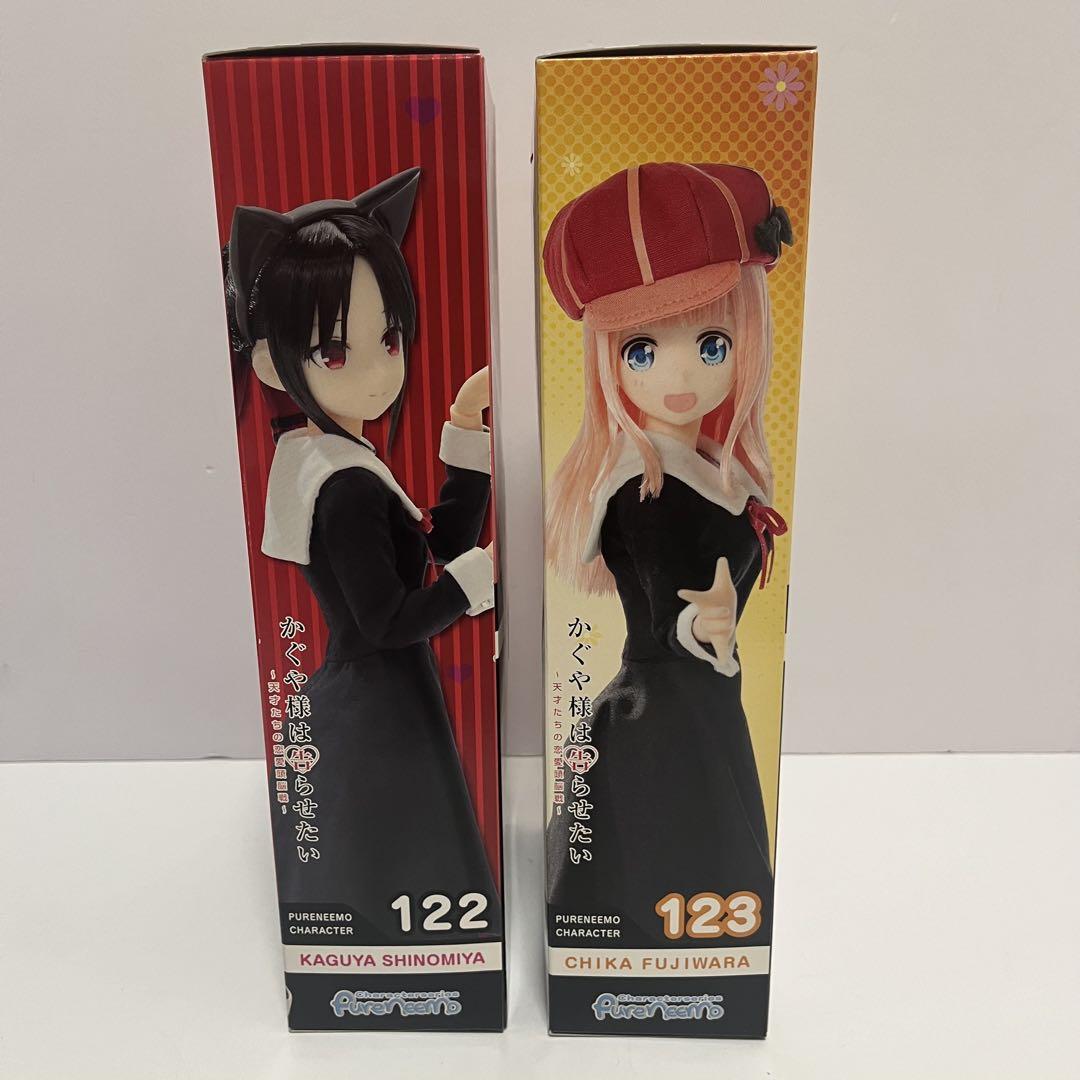 かぐや様は告らせたい
~天才たちの恋愛頭脳戦~
PURENEEMO
CHARACTER
122
KAGUYA SHINOMIYA
Characterseries
PureNeemo
かぐや様は告らせたい
~天才たちの恋愛頭脳戦~
PURENEEMO
CHARACTER
123
CHIKA FUJIWARA
Characterseries
PureNeemo